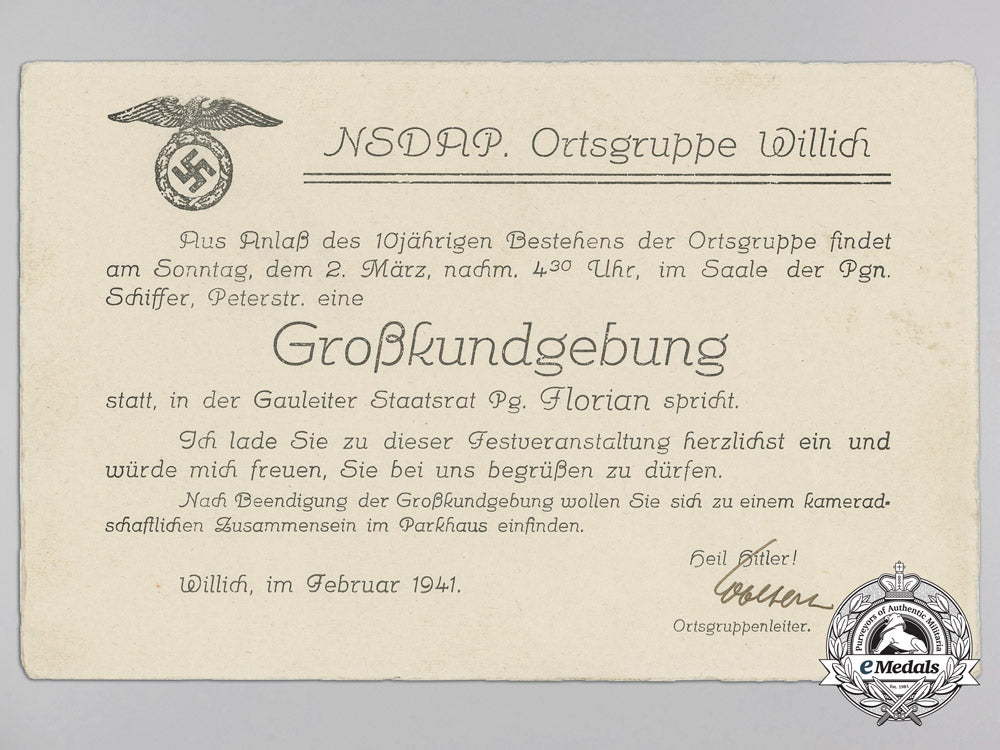 NSDAP. Ortsgruppe Willich
Aus Anlaß des 10jährigen Bestehens der Ortsgruppe findet
am Sonntag, dem 2. März, nachm. 4³⁰ Uhr, im Saale der Pgn.
Schiffer, Peterstr. eine
Großkundgebung
statt, in der Gauleiter Staatsrat Pg. Florian spricht.
Ich lade Sie zu dieser Festveranstaltung herzlichst ein und
würde mich freuen, Sie bei uns begrüßen zu dürfen.
Nach Beendigung der Großkundgebung wollen Sie sich zu einem kamerad-
schaftlichen Zusammensein im Parkhaus einfinden.
Heil Hitler!
Willich, im Februar 1941.
Ortsgruppenleiter.
Purveyors of Authentic Militaria
eMedals
Est. 1981